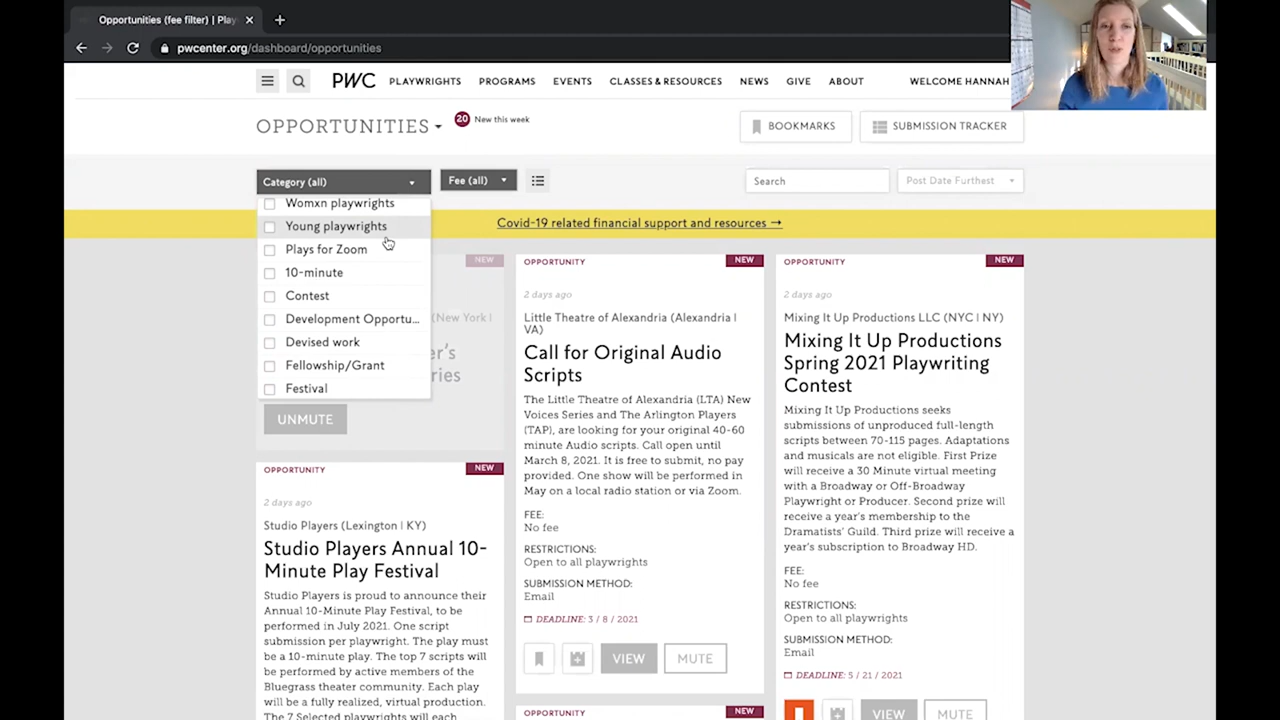 Opportunities (fee filter) | Play
pwcenter.org/dashboard/opportunities
PWC PLAYWRIGHTS PROGRAMS EVENTS CLASSES & RESOURCES NEWS GIVE ABOUT WELCOME HANNAH
OPPORTUNITIES
20 New this week
BOOKMARKS
SUBMISSION TRACKER
Category (all)
Fee (all)
Search
Post Date Furthest
Covid-19 related financial support and resources →
Womxn playwrights
Young playwrights
Plays for Zoom
10-minute
Contest
Development Opportu...
Devised work
Fellowship/Grant
Festival
NEW
(New York |
er's
ries
UNMUTE
OPPORTUNITY NEW
2 days ago
Studio Players (Lexington | KY)
Studio Players Annual 10-
Minute Play Festival
Studio Players is proud to announce their
Annual 10-Minute Play Festival, to be
performed in July 2021. One script
submission per playwright. The play must
be a 10-minute play. The top 7 scripts will
be performed by active members of the
Bluegrass theater community. Each play
will be a fully realized, virtual production.
The 7 Selected playwrights will each
OPPORTUNITY NEW
2 days ago
Little Theatre of Alexandria (Alexandria |
VA)
Call for Original Audio
Scripts
The Little Theatre of Alexandria (LTA) New
Voices Series and The Arlington Players
(TAP), are looking for your original 40-60
minute Audio scripts. Call open until
March 8, 2021. It is free to submit, no pay
provided. One show will be performed in
May on a local radio station or via Zoom.
FEE:
No fee
RESTRICTIONS:
Open to all playwrights
SUBMISSION METHOD:
Email
DEADLINE: 3 / 8 / 2021
VIEW
MUTE
OPPORTUNITY NEW
OPPORTUNITY NEW
2 days ago
Mixing It Up Productions LLC (NYC | NY)
Mixing It Up Productions
Spring 2021 Playwriting
Contest
Mixing It Up Productions seeks
submissions of unproduced full-length
scripts between 70-115 pages. Adaptations
and musicals are not eligible. First Prize
will receive a 30 Minute virtual meeting
with a Broadway or Off-Broadway
Playwright or Producer. Second prize will
receive a year's membership to the
Dramatists' Guild. Third prize will receive a
year's subscription to Broadway HD.
FEE:
No fee
RESTRICTIONS:
Open to all playwrights
SUBMISSION METHOD:
Email
DEADLINE: 5 / 21 / 2021
VIEW
MUTE